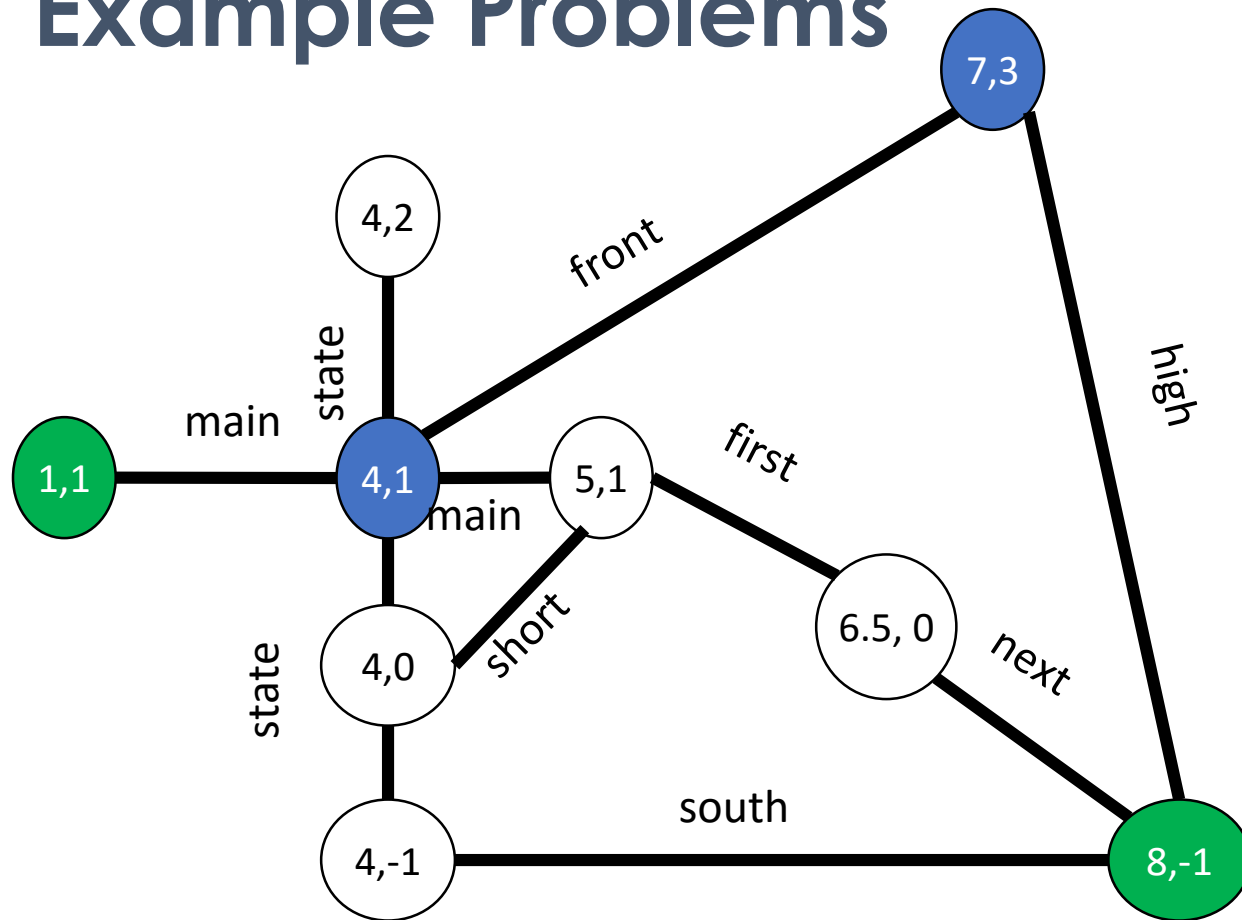 Example Problems
7,3
4,2
front
state
high
main
first
1,1
4,1
5,1
main
short
6.5, 0
next
4,0
state
south
4,-1
8,-1